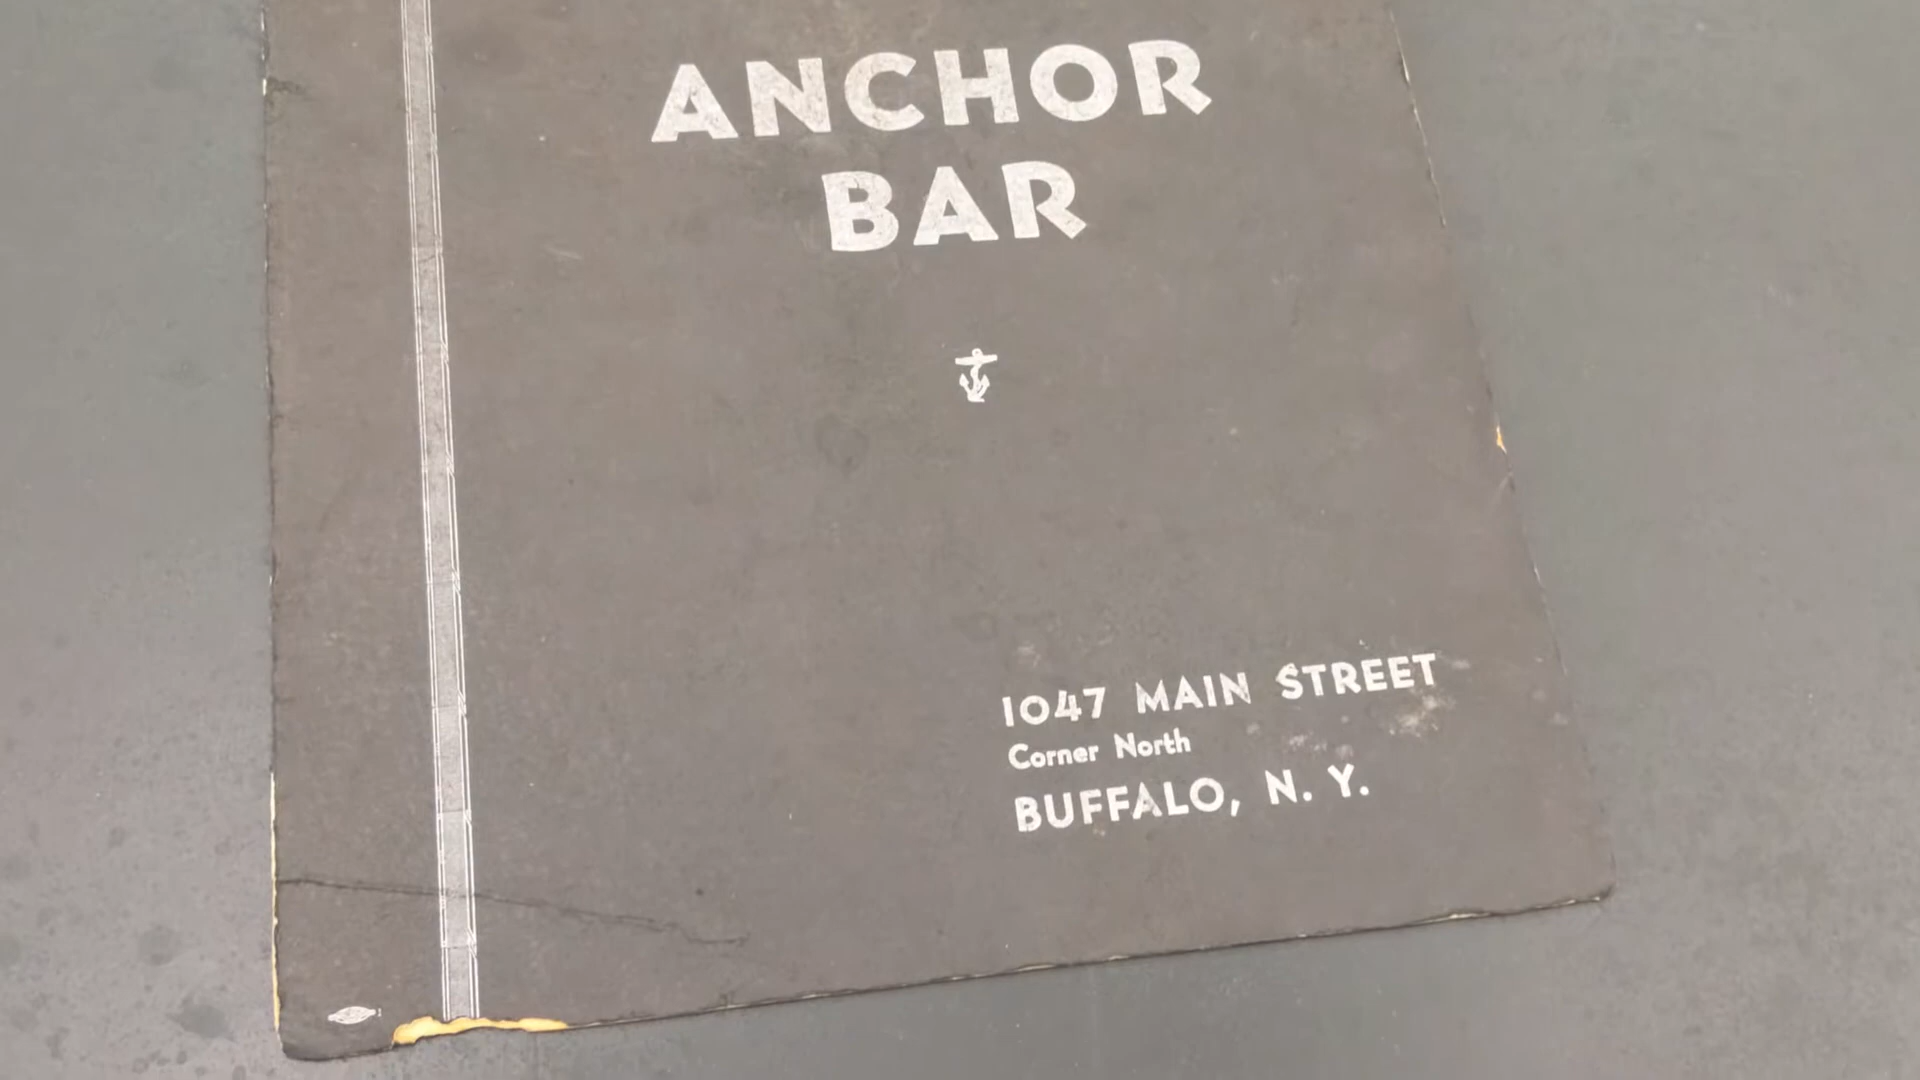 ANCHOR
BAR
1047 MAIN STREET
Corner North
BUFFALO, N. Y.